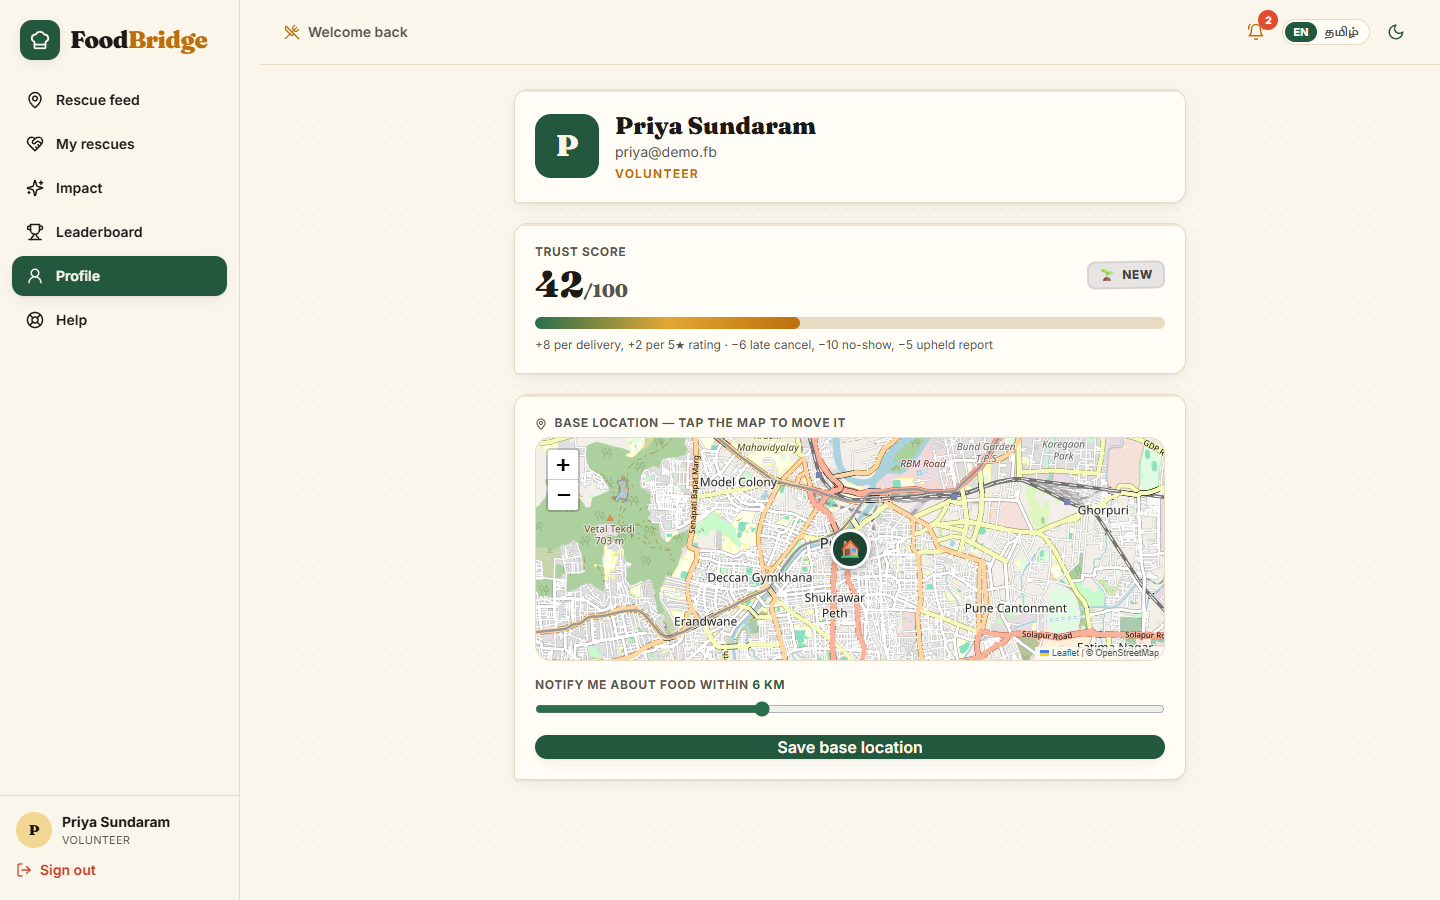 FoodBridge
Rescue feed
My rescues
Impact
Leaderboard
Profile
Help
Priya Sundaram
P
VOLUNTEER
Sign out
Welcome back
2
EN
தமிழ்
P
Priya Sundaram
priya@demo.fb
VOLUNTEER
TRUST SCORE
42/100
NEW
+8 per delivery, +2 per 5★ rating · −6 late cancel, −10 no-show, −5 upheld report
BASE LOCATION — TAP THE MAP TO MOVE IT
+
−
Mahavidyalay
Bund Garden
Koregaon
Park
RBM Road
Model Colony
Senapati Bapat Marg
Ghorpuri
Vetal Tekdi
703 m
Deccan Gymkhana
Shukrawar
Peth
Pune Cantonment
Erandwane
Solapur Road
Leaflet | © OpenStreetMap
NOTIFY ME ABOUT FOOD WITHIN 6 KM
Save base location